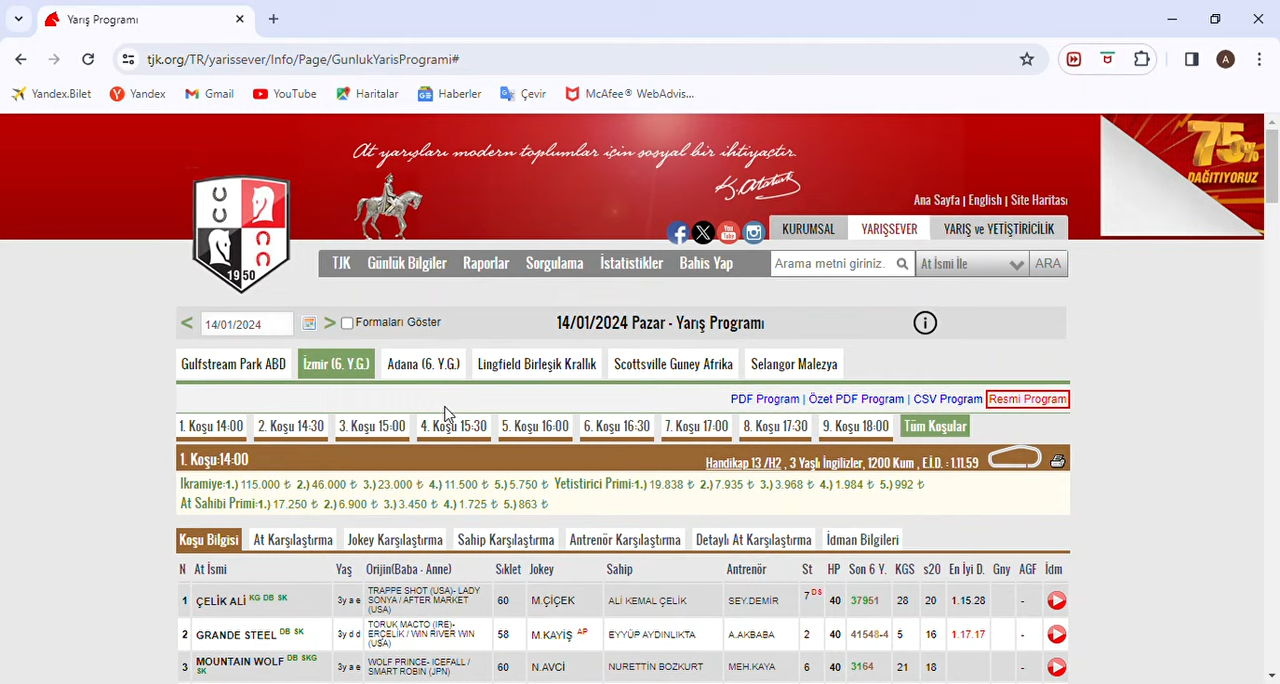 Yarış Programı
tjk.org/TR/yarissever/Info/Page/GunlukYarisProgrami#
A
Yandex.Bilet Yandex Gmail YouTube Haritalar Haberler Çevir McAfee® WebAdvis...
At yarışları modern toplumlar için sosyal bir ihtiyaçtır.
K. Atatürk
75%
DAĞITIYORUZ
1950
Ana Sayfa | English | Site Haritası
KURUMSAL YARIŞSEVER YARIŞ ve YETİŞTİRİCİLİK
TJK Günlük Bilgiler Raporlar Sorgulama İstatistikler Bahis Yap Arama metni giriniz. At İsmi İle ARA
< 14/01/2024 > Formaları Göster 14/01/2024 Pazar - Yarış Programı
Gulfstream Park ABD İzmir (6. Y.G.) Adana (6. Y.G.) Lingfield Birleşik Krallık Scottsville Guney Afrika Selangor Malezya
PDF Program | Özet PDF Program | CSV Program Resmi Program
1. Koşu 14:00 2. Koşu 14:30 3. Koşu 15:00 4. Koşu 15:30 5. Koşu 16:00 6. Koşu 16:30 7. Koşu 17:00 8. Koşu 17:30 9. Koşu 18:00 Tüm Koşular
1. Koşu:14:00 Handikap 13 /H2 , 3 Yaşlı İngilizler, 1200 Kum , E.İ.D. : 1.11.59
Ikramiye:1.) 115.000 ₺ 2.) 46.000 ₺ 3.) 23.000 ₺ 4.) 11.500 ₺ 5.) 5.750 ₺ Yetistirici Primi:1.) 19.838 ₺ 2.) 7.935 ₺ 3.) 3.968 ₺ 4.) 1.984 ₺ 5.) 992 ₺
At Sahibi Primi:1.) 17.250 ₺ 2.) 6.900 ₺ 3.) 3.450 ₺ 4.) 1.725 ₺ 5.) 863 ₺
Koşu Bilgisi At Karşılaştırma Jokey Karşılaştırma Sahip Karşılaştırma Antrenör Karşılaştırma Detaylı At Karşılaştırma İdman Bilgileri
N At İsmi Yaş Orijin(Baba - Anne) Sıklet Jokey Sahip Antrenör St HP Son 6 Y. KGS s20 En İyi D. Gny AGF İdm
1 ÇELİK ALİ KG DB SK 3y a e TRAPPE SHOT (USA)- LADY SONYA / AFTER MARKET (USA) 60 M.ÇİÇEK ALİ KEMAL ÇELİK SEY.DEMİR 7 DS 40 37951 28 20 1.15.28 -
2 GRANDE STEEL DB SK 3y d d TORUK MACTO (IRE)- ERÇELİK / WIN RIVER WIN (USA) 58 M.KAYİŞ AP EYYÜP AYDINLIKTA A.AKBABA 2 40 41548-4 5 16 1.17.17 -
3 MOUNTAIN WOLF DB SKG SK 3y a e WOLF PRINCE- ICEFALL / SMART ROBIN (JPN) 60 N.AVCİ NURETTİN BOZKURT MEH.KAYA 6 40 3164 21 18 -